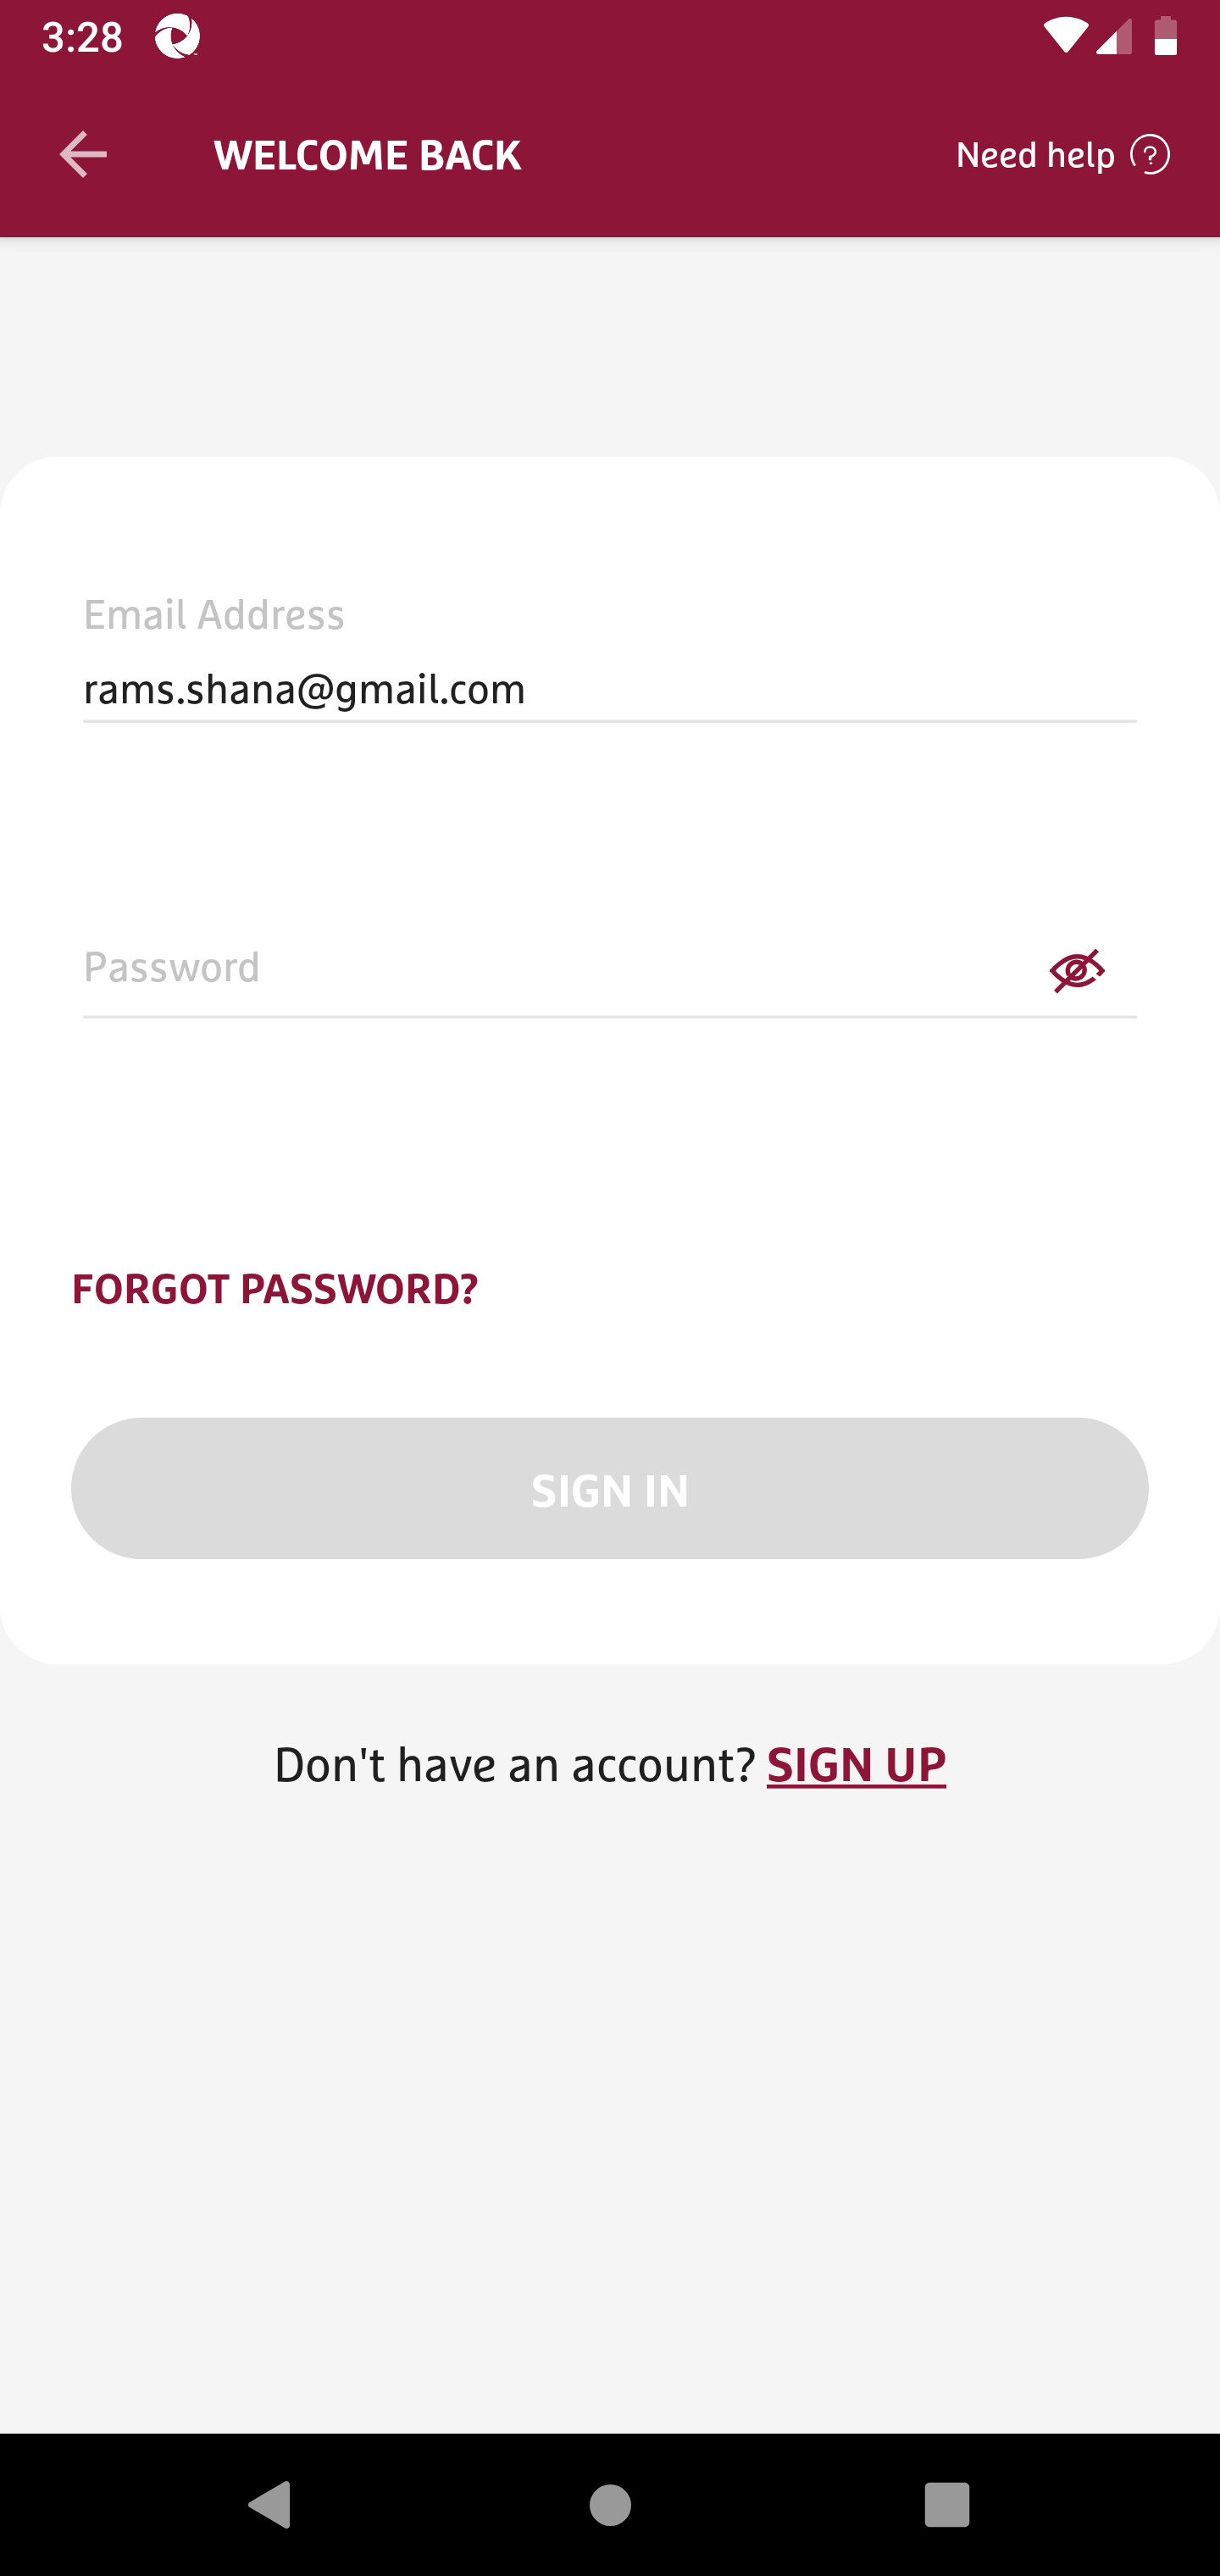 3:28
WELCOME BACK
Need help ?
Email Address
rams.shana@gmail.com
Password
FORGOT PASSWORD?
SIGN IN
Don't have an account? SIGN UP